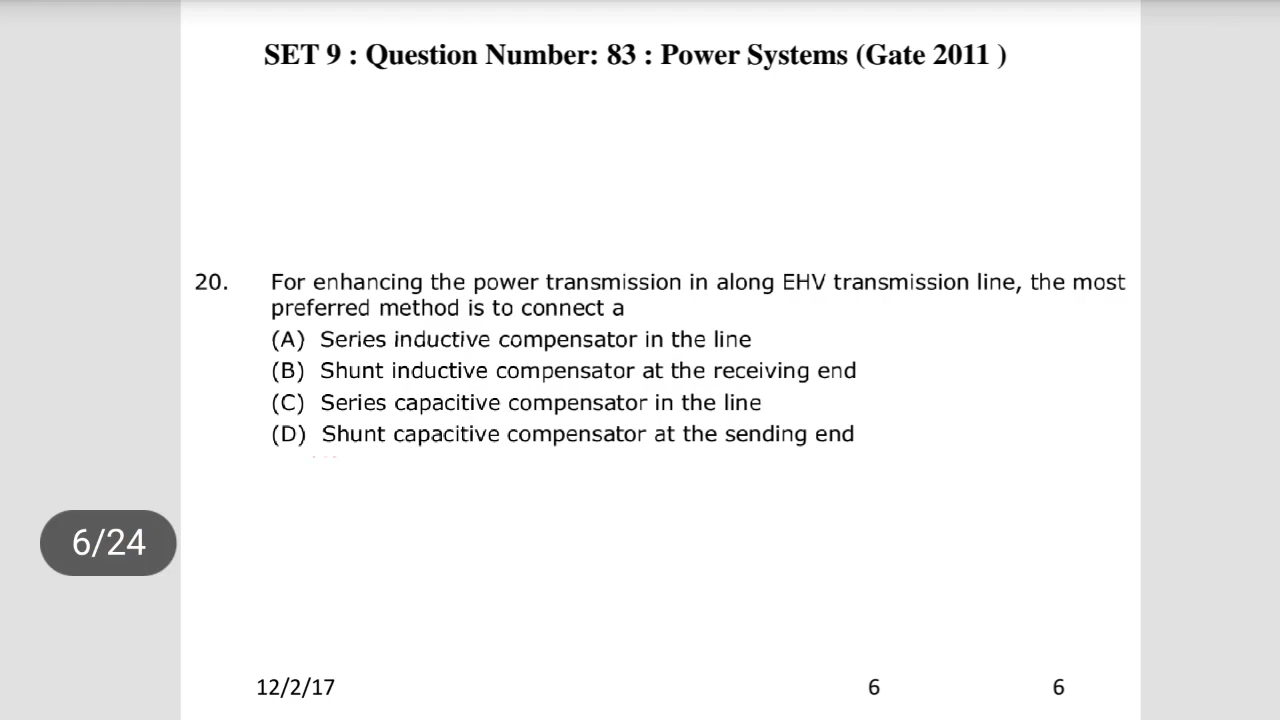 SET 9 : Question Number: 83 : Power Systems (Gate 2011 )
20. For enhancing the power transmission in along EHV transmission line, the most
preferred method is to connect a
(A) Series inductive compensator in the line
(B) Shunt inductive compensator at the receiving end
(C) Series capacitive compensator in the line
(D) Shunt capacitive compensator at the sending end
6/24
12/2/17 6 6